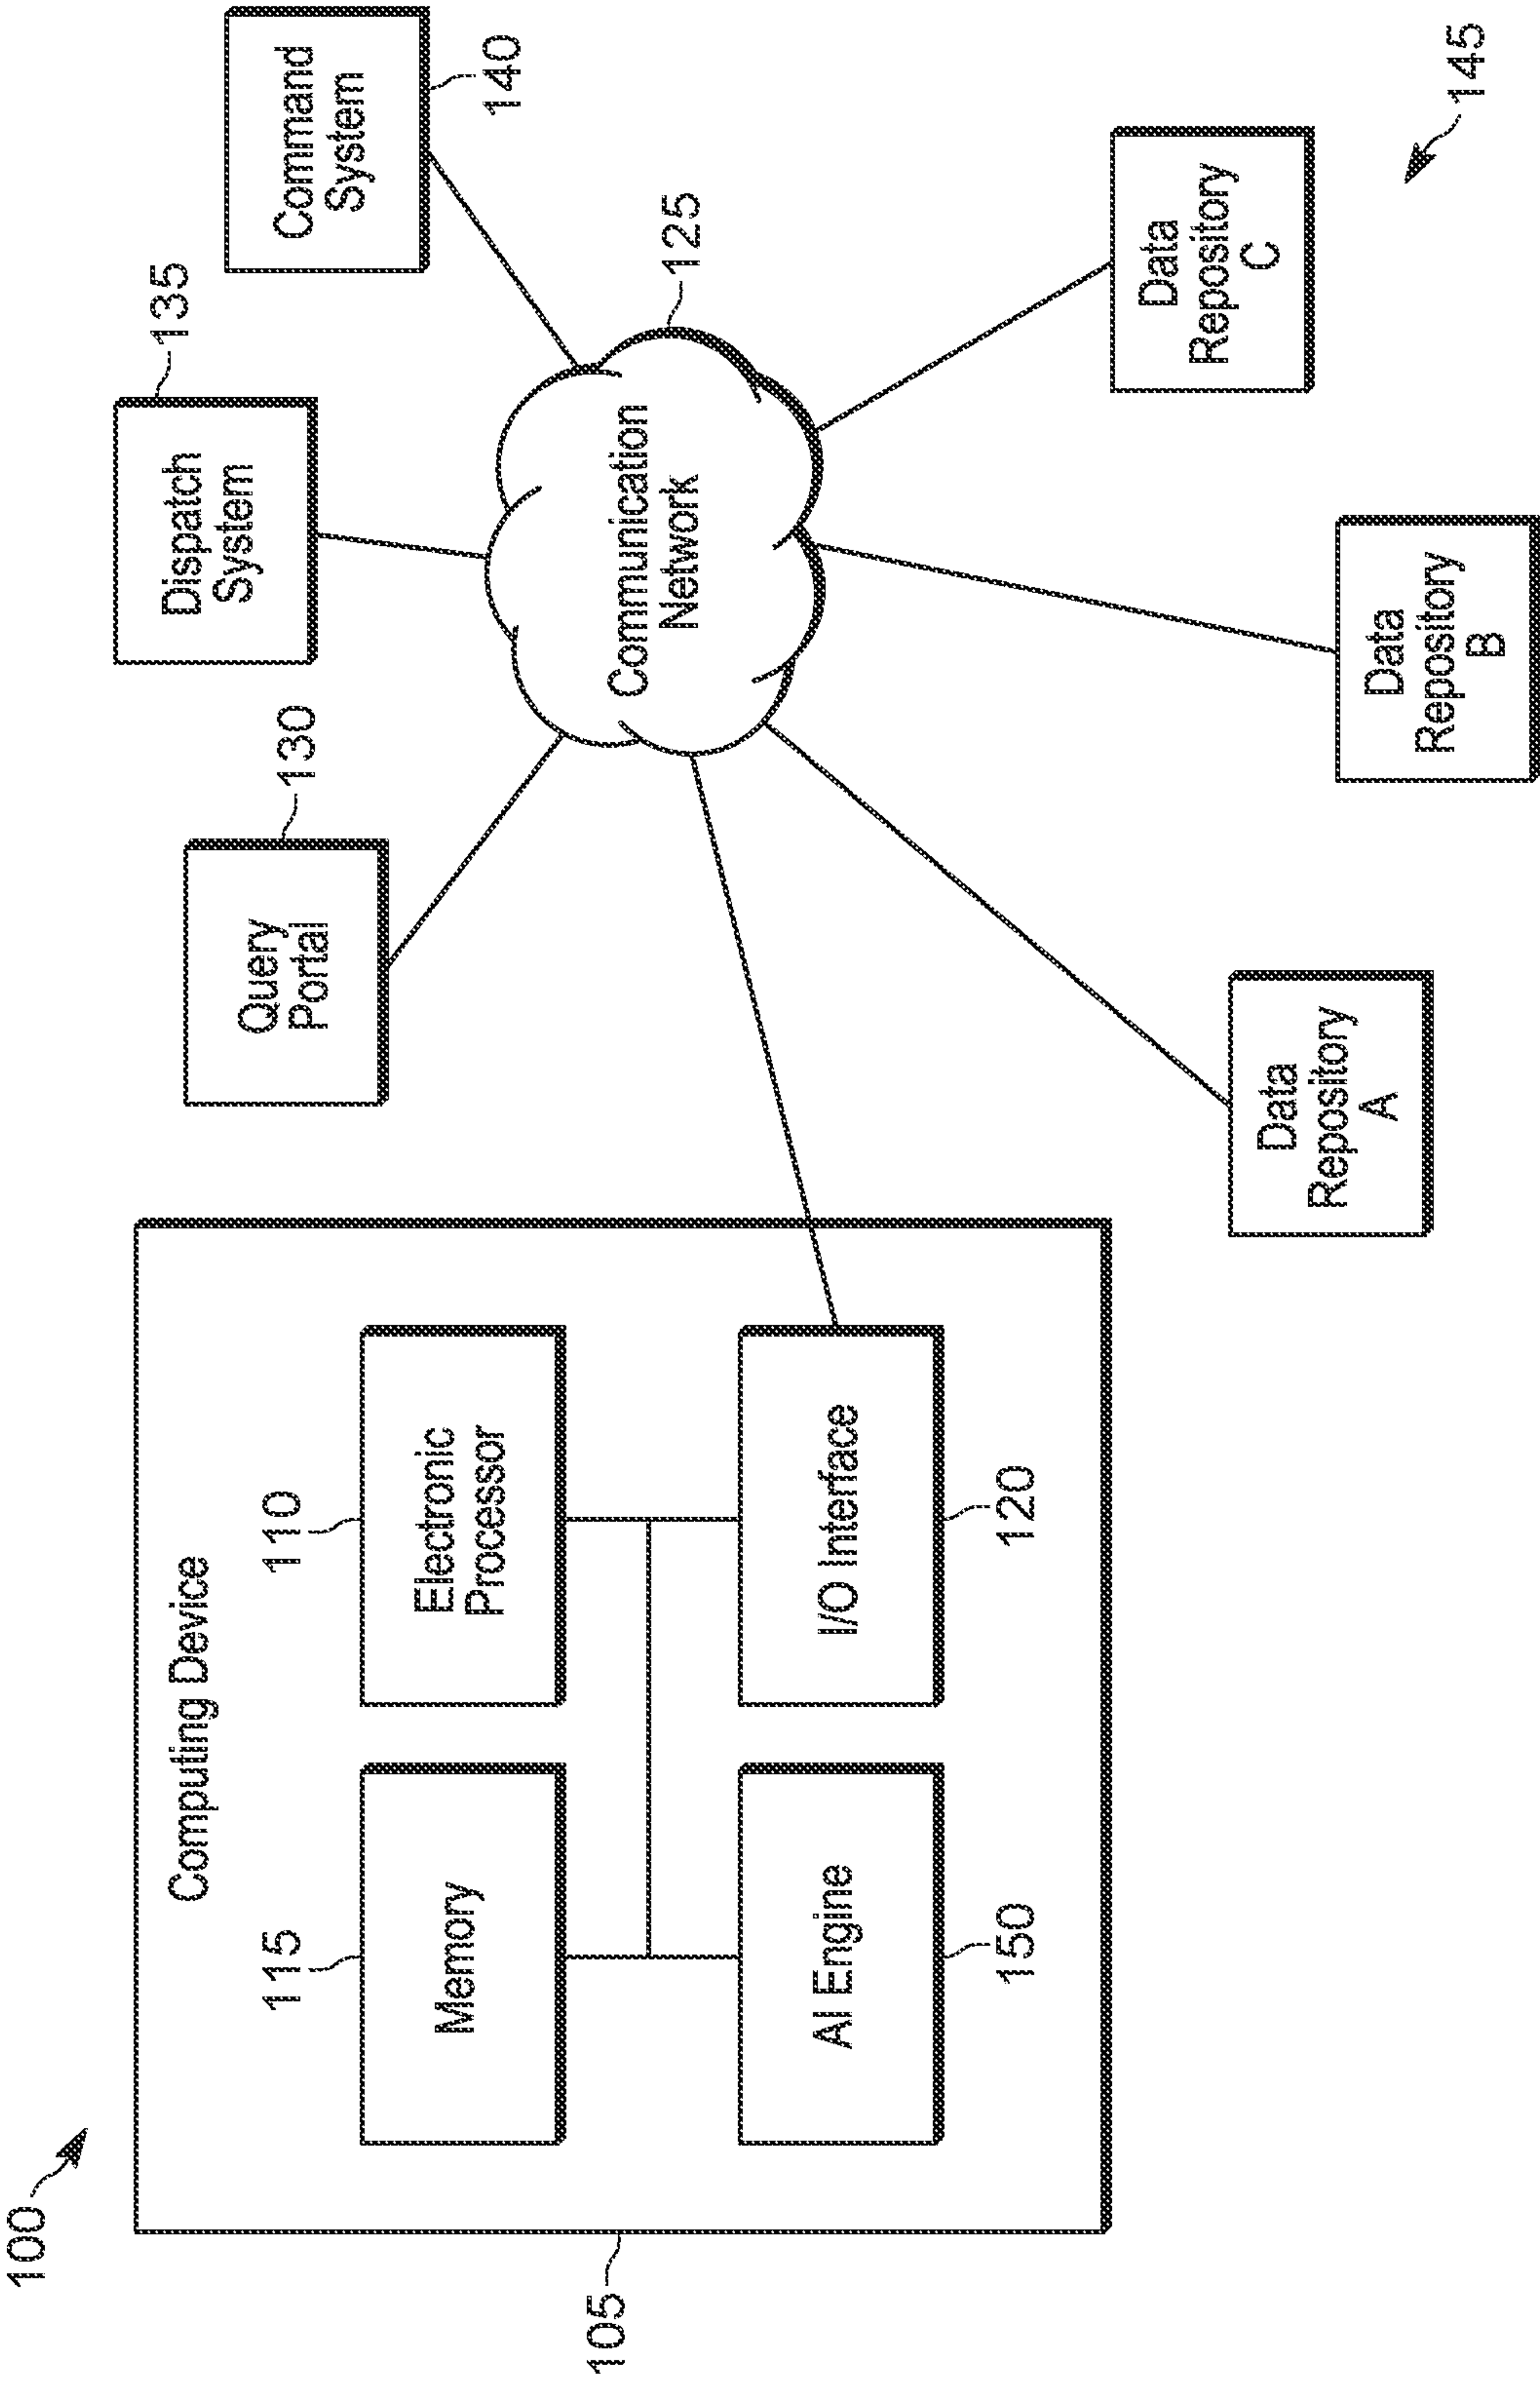 100
105
Computing Device
115
Memory
110
Electronic
Processor
AI Engine
150
I/O Interface
120
Query
Portal
130
Dispatch
System
135
Command
System
140
Communication
Network
125
Data
Repository
A
Data
Repository
B
Data
Repository
C
145